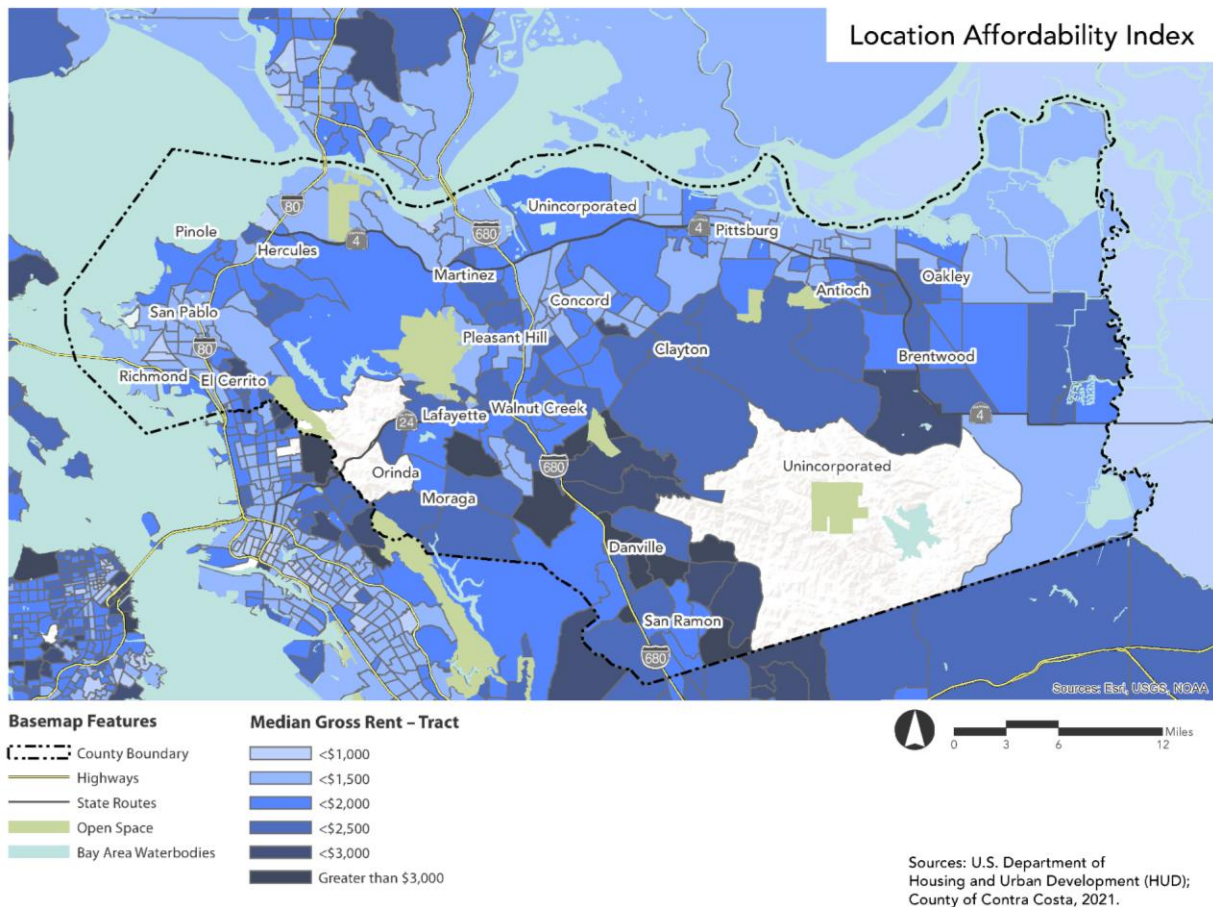 Location Affordability Index
80
Pinole
Hercules
4
680
Unincorporated
4
Pittsburg
Martinez
Oakley
San Pablo
Concord
Antioch
80
Pleasant Hill
Clayton
Brentwood
Richmond
El Cerrito
24
Lafayette
Walnut Creek
4
Orinda
680
Unincorporated
Moraga
Danville
San Ramon
680
Sources: Esri, USGS, NOAA
Basemap Features
County Boundary
Highways
State Routes
Open Space
Bay Area Waterbodies
Median Gross Rent – Tract
<$1,000
<$1,500
<$2,000
<$2,500
<$3,000
Greater than $3,000
0 3 6 12 Miles
Sources: U.S. Department of
Housing and Urban Development (HUD);
County of Contra Costa, 2021.